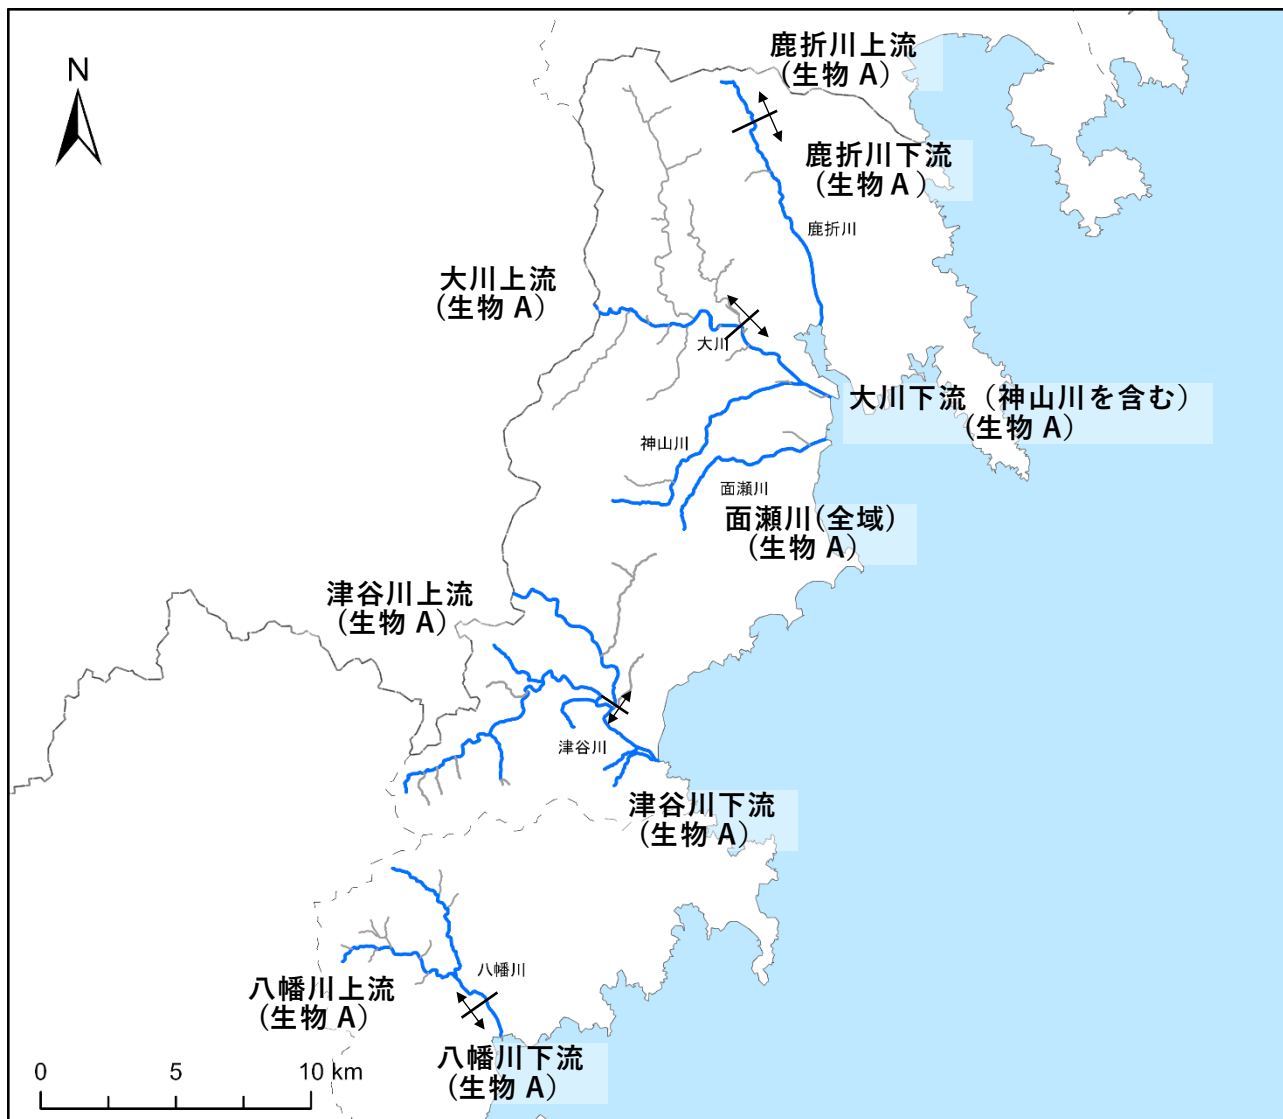 N
鹿折川上流
(生物 A)
鹿折川下流
(生物 A)
鹿折川
大川上流
(生物 A)
大川
大川下流(神山川を含む)
(生物 A)
神山川
面瀬川
面瀬川(全域)
(生物 A)
津谷川上流
(生物 A)
津谷川
津谷川下流
(生物 A)
八幡川
八幡川上流
(生物 A)
八幡川下流
(生物 A)
0 5 10 km